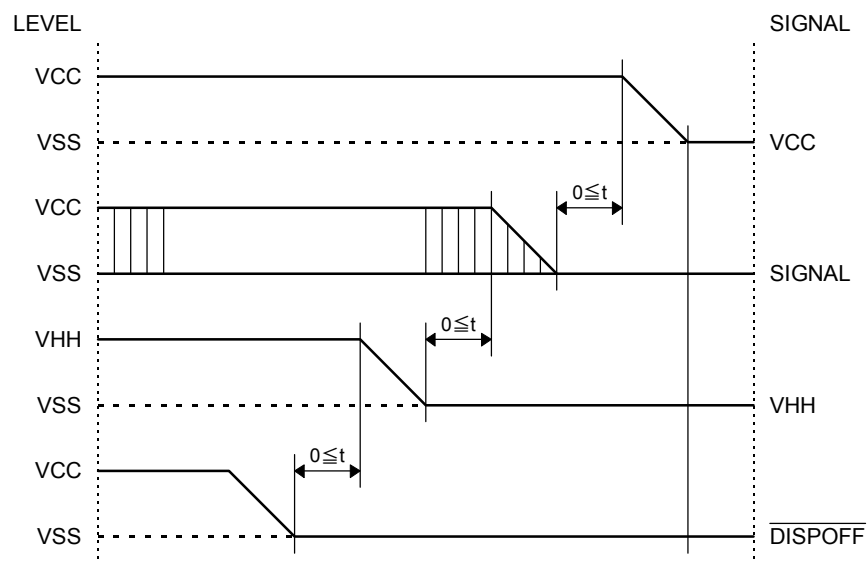 LEVEL SIGNAL
VCC
VSS VCC
VCC 0≦t
VSS SIGNAL
VHH 0≦t
VSS VHH
VCC 0≦t
VSS DISPOFF